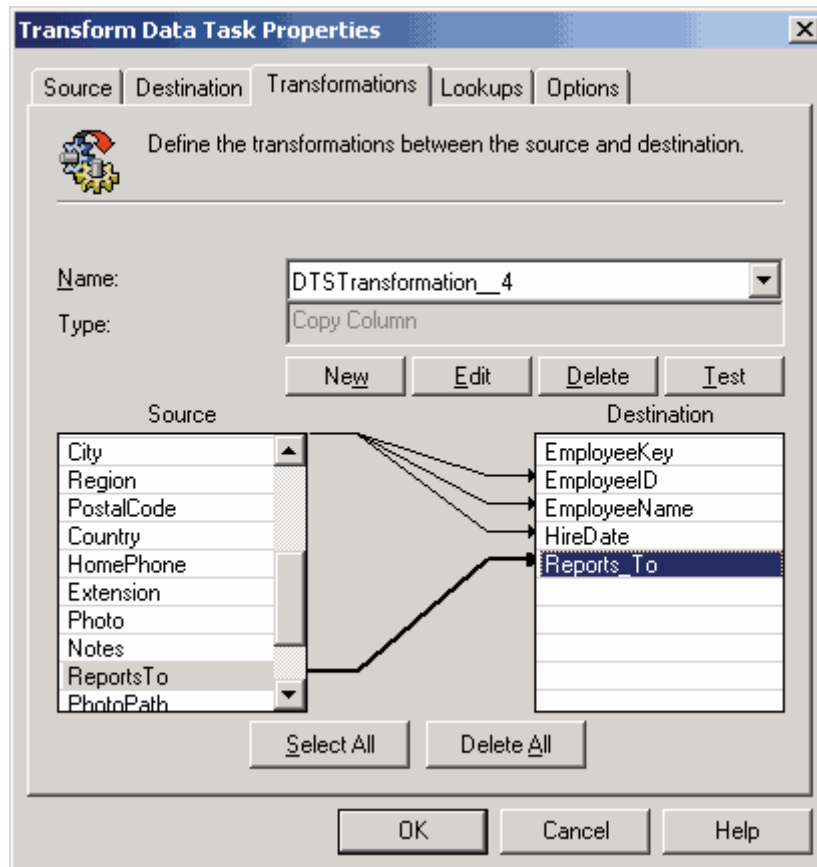 Transform Data Task Properties
Source Destination Transformations Lookups Options
Define the transformations between the source and destination.
Name: DTSTransformation__4
Type: Copy Column
New Edit Delete Test
Source Destination
City EmployeeKey
Region EmployeeID
PostalCode EmployeeName
Country HireDate
HomePhone Reports_To
Extension
Photo
Notes
ReportsTo
PhotoPath
Select All Delete All
OK Cancel Help